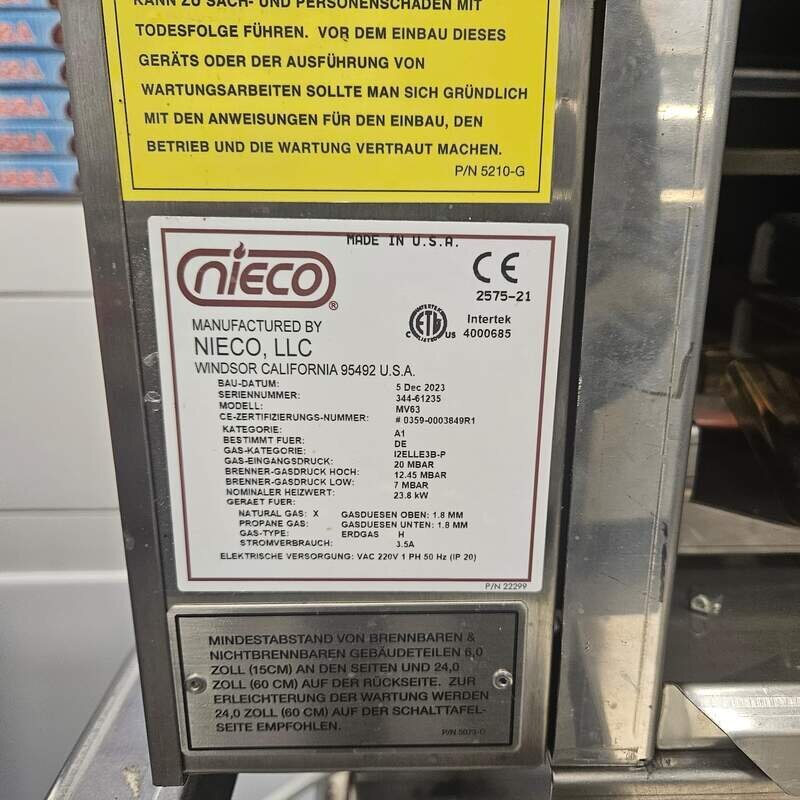 KANN ZU SACH- UND PERSONENSCHÄDEN MIT
TODESFOLGE FÜHREN. VOR DEM EINBAU DIESES
GERÄTS ODER DER AUSFÜHRUNG VON
WARTUNGSARBEITEN SOLLTE MAN SICH GRÜNDLICH
MIT DEN ANWEISUNGEN FÜR DEN EINBAU, DEN
BETRIEB UND DIE WARTUNG VERTRAUT MACHEN.
P/N 5210-G
MADE IN U.S.A.
NIECO ®
CE
2575-21
ETL
C US
Intertek
4000685
MANUFACTURED BY
NIECO, LLC
WINDSOR CALIFORNIA 95492 U.S.A.
BAU-DATUM: 5 Dec 2023
SERIENNUMMER: 344-61235
MODELL: MV63
CE-ZERTIFIZIERUNGS-NUMMER: # 0359-0003849R1
KATEGORIE: A1
BESTIMMT FUER: DE
GAS-KATEGORIE: I2ELLE3B-P
GAS-EINGANGSDRUCK: 20 MBAR
BRENNER-GASDRUCK HOCH: 12.45 MBAR
BRENNER-GASDRUCK LOW: 7 MBAR
NOMINALER HEIZWERT: 23.8 kW
GERAET FUER:
NATURAL GAS: X GASDUESEN OBEN: 1.8 MM
PROPANE GAS: GASDUESEN UNTEN: 1.8 MM
GAS-TYPE: ERDGAS H
STROMVERBRAUCH: 3.5A
ELEKTRISCHE VERSORGUNG: VAC 220V 1 PH 50 Hz (IP 20)
P/N 22299
MINDESTABSTAND VON BRENNBAREN &
NICHTBRENNBAREN GEBÄUDETEILEN 6,0
ZOLL (15CM) AN DEN SEITEN UND 24,0
ZOLL (60 CM) AUF DER RÜCKSEITE. ZUR
ERLEICHTERUNG DER WARTUNG WERDEN
24,0 ZOLL (60 CM) AUF DER SCHALTTAFEL-
SEITE EMPFOHLEN.